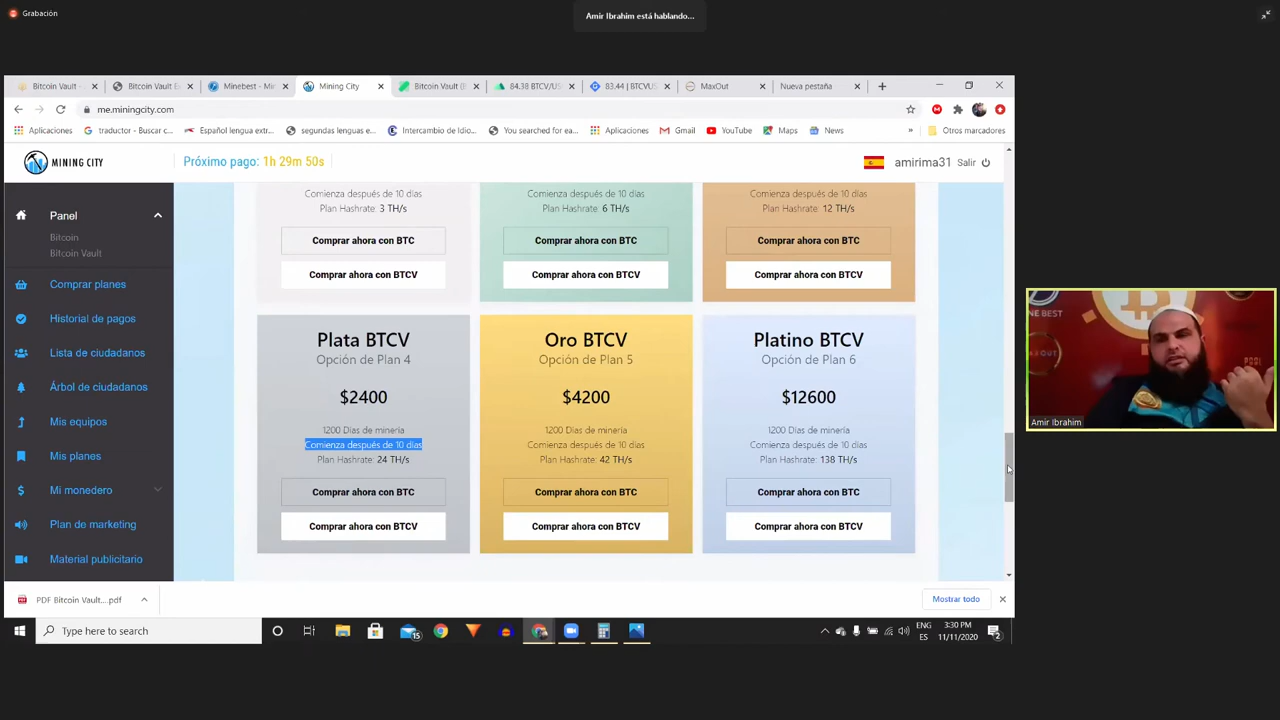 Grabación
Amir Ibrahim está hablando...
Bitcoin Vault -
Bitcoin Vault E
Minebest - Mi
Mining City
Bitcoin Vault (B
84.38 BTCV/U
83.44 | BTCVU
MaxOut
Nueva pestaña
me.miningcity.com
Aplicaciones
traductor - Buscar c...
Español lengua extr...
segundas lenguas e...
Intercambio de Idio...
You searched for ea...
Aplicaciones
Gmail
YouTube
Maps
News
»
Otros marcadores
MINING CITY
Próximo pago: 1h 29m 50s
amirima31 Salir
Panel
Bitcoin
Bitcoin Vault
Comprar planes
Historial de pagos
Lista de ciudadanos
Árbol de ciudadanos
Mis equipos
Mis planes
Mi monedero
Plan de marketing
Material publicitario
Comienza después de 10 días
Plan Hashrate: 3 TH/s
Comprar ahora con BTC
Comprar ahora con BTCV
Comienza después de 10 días
Plan Hashrate: 6 TH/s
Comprar ahora con BTC
Comprar ahora con BTCV
Comienza después de 10 días
Plan Hashrate: 12 TH/s
Comprar ahora con BTC
Comprar ahora con BTCV
Plata BTCV
Opción de Plan 4
$2400
1200 Días de minería
Comienza después de 10 días
Plan Hashrate: 24 TH/s
Comprar ahora con BTC
Comprar ahora con BTCV
Oro BTCV
Opción de Plan 5
$4200
1200 Días de minería
Comienza después de 10 días
Plan Hashrate: 42 TH/s
Comprar ahora con BTC
Comprar ahora con BTCV
Platino BTCV
Opción de Plan 6
$12600
1200 Días de minería
Comienza después de 10 días
Plan Hashrate: 138 TH/s
Comprar ahora con BTC
Comprar ahora con BTCV
Amir Ibrahim
PDF Bitcoin Vault....pdf
Mostrar todo
Type here to search
15
ENG
ES
3:30 PM
11/11/2020
2